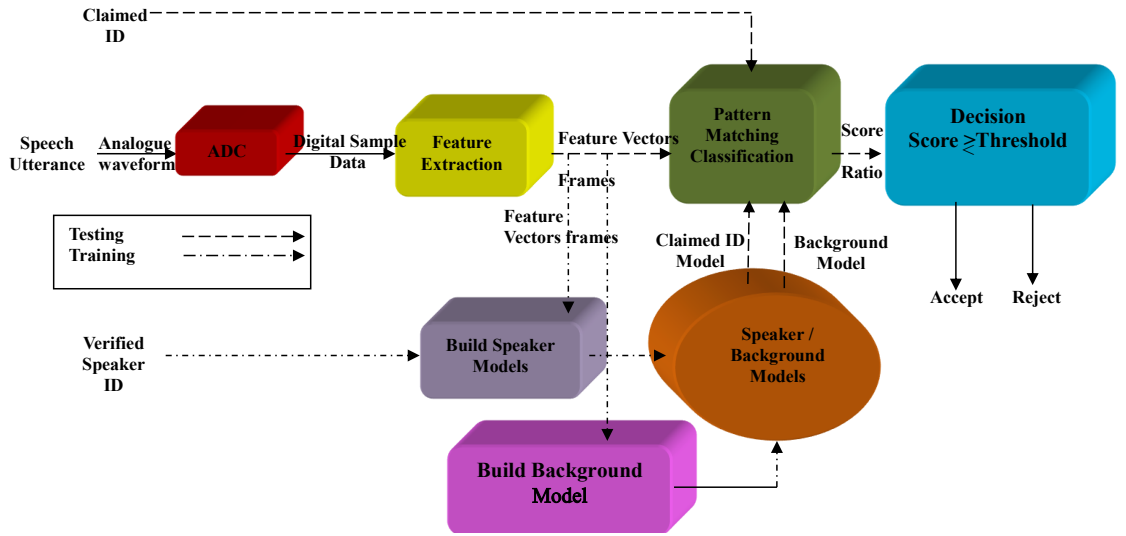 Claimed
ID
Speech
Utterance
Analogue
waveform
ADC
Digital Sample
Data
Feature
Extraction
Feature Vectors
Frames
Feature
Vectors frames
Pattern
Matching
Classification
Score
Ratio
Decision
Score ≷Threshold
Testing
Training
Claimed ID
Model
Background
Model
Accept
Reject
Verified
Speaker
ID
Build Speaker
Models
Speaker /
Background
Models
Build Background
Model